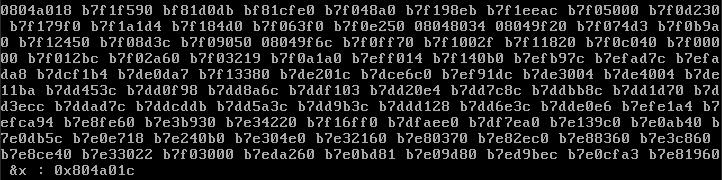 0804a018 b7f1f590 bf81d0db bf81cfe0 b7f048a0 b7f198eb b7f1eeac b7f05000 b7f0d230
 b7f179f0 b7f1a1d4 b7f184d0 b7f063f0 b7f0e250 08048034 08049f20 b7f074d3 b7f0b9a
0 b7f12450 b7f08d3c b7f09050 08049f6c b7f0ff70 b7f1002f b7f11820 b7f0c040 b7f000
00 b7f012bc b7f02a60 b7f03219 b7f0a1a0 b7eff014 b7f140b0 b7efb97c b7efad7c b7efa
da8 b7dcf1b4 b7de0da7 b7f13380 b7de201c b7dce6c0 b7ef91dc b7de3004 b7de4004 b7de
11ba b7dd453c b7dd0f98 b7dd8a6c b7ddf103 b7dd20e4 b7dd7c8c b7ddbb8c b7dd1d70 b7d
d3ecc b7ddad7c b7ddcddb b7dd5a3c b7dd9b3c b7ddd128 b7dd6e3c b7dde0e6 b7efe1a4 b7
efca94 b7e8fe60 b7e3b930 b7e34220 b7f16ff0 b7dfaee0 b7df7ea0 b7e139c0 b7e0ab40 b
7e0db5c b7e0e718 b7e240b0 b7e304e0 b7e32160 b7e80370 b7e82ec0 b7e88360 b7e3c860
b7e8ce40 b7e33022 b7f03000 b7eda260 b7e0bd81 b7e09d80 b7ed9bec b7e0cfa3 b7e81960
 &x : 0x804a01c